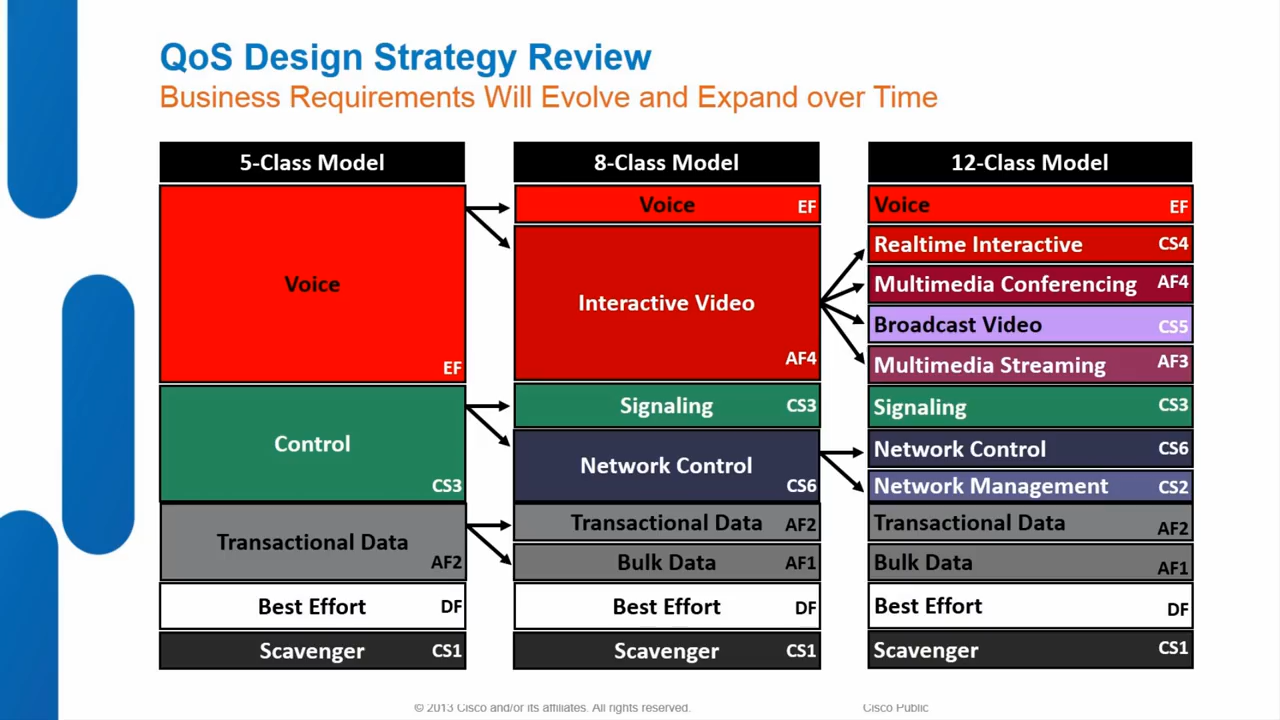 QoS Design Strategy Review
Business Requirements Will Evolve and Expand over Time
5-Class Model
Voice
EF
Control
CS3
Transactional Data
AF2
Best Effort DF
Scavenger CS1
8-Class Model
Voice EF
Interactive Video
AF4
Signaling CS3
Network Control
CS6
Transactional Data AF2
Bulk Data AF1
Best Effort DF
Scavenger CS1
12-Class Model
Voice EF
Realtime Interactive CS4
Multimedia Conferencing AF4
Broadcast Video CS5
Multimedia Streaming AF3
Signaling CS3
Network Control CS6
Network Management CS2
Transactional Data AF2
Bulk Data AF1
Best Effort DF
Scavenger CS1
© 2013 Cisco and/or its affiliates. All rights reserved. Cisco Public